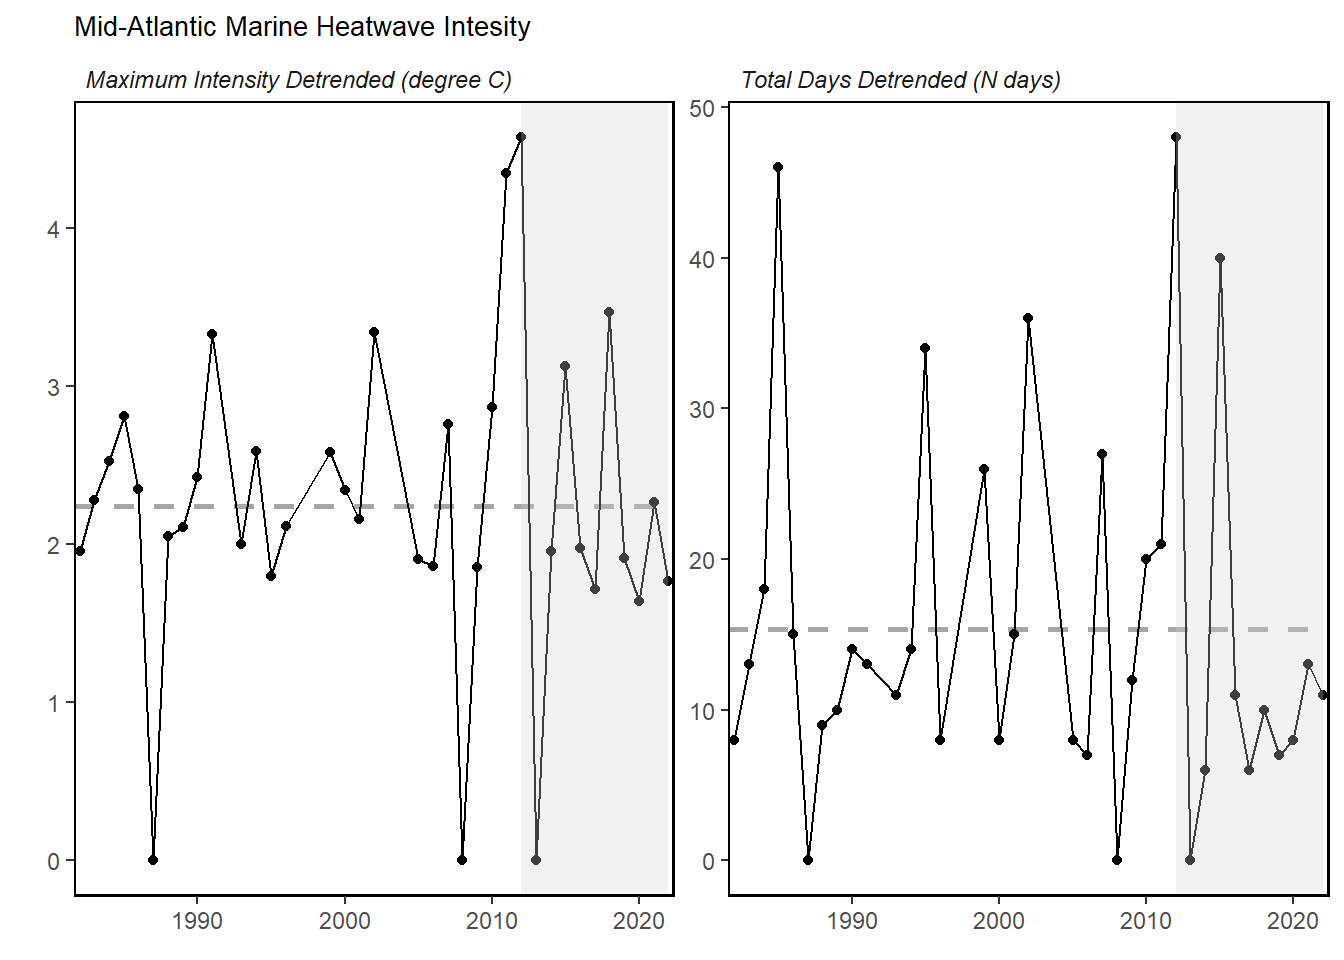 Mid-Atlantic Marine Heatwave Intesity
Maximum Intensity Detrended (degree C)
4
3
2
1
0
1990 2000 2010 2020
Total Days Detrended (N days)
50
40
30
20
10
0
1990 2000 2010 2020